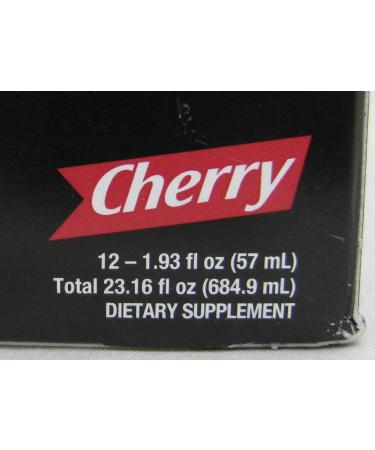 Cherry
12 – 1.93 fl oz (57 mL)
Total 23.16 fl oz (684.9 mL)
DIETARY SUPPLEMENT